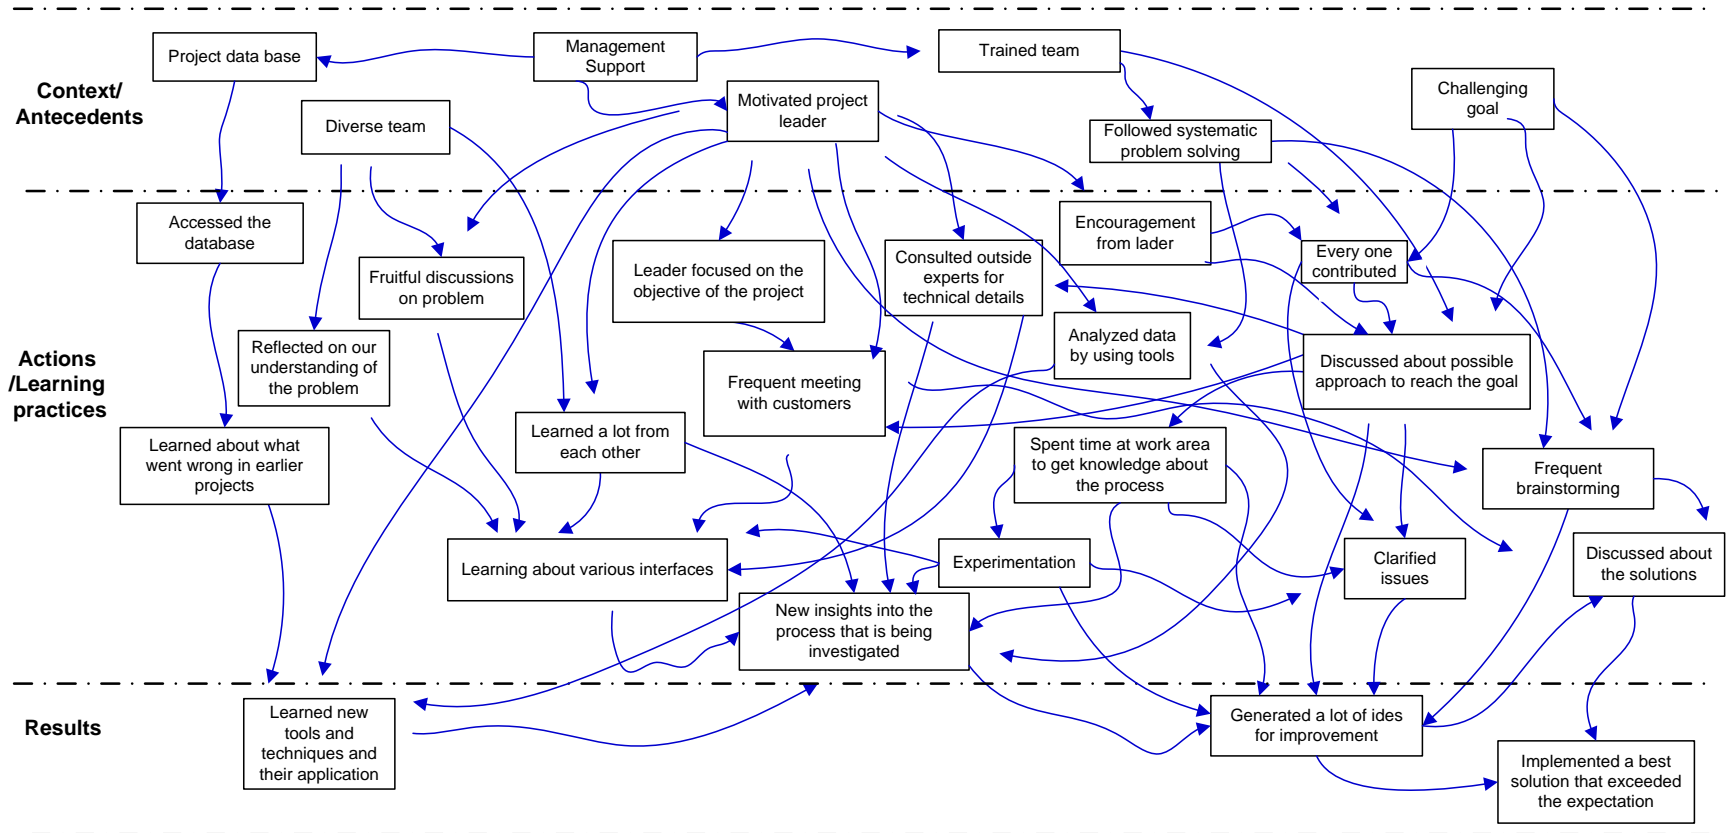 Context/
Antecedents
Project data base
Management
Support
Trained team
Diverse team
Motivated project
leader
Followed systematic
problem solving
Challenging
goal
Actions
/Learning
practices
Accessed the
database
Fruitful discussions
on problem
Leader focused on the
objective of the project
Consulted outside
experts for
technical details
Encouragement
from lader
Every one
contributed
Reflected on our
understanding of
the problem
Frequent meeting
with customers
Analyzed data
by using tools
Discussed about possible
approach to reach the goal
Learned about what
went wrong in earlier
projects
Learned a lot from
each other
Spent time at work area
to get knowledge about
the process
Frequent
brainstorming
Learning about various interfaces
Experimentation
Clarified
issues
Discussed about
the solutions
New insights into the
process that is being
investigated
Results
Learned new
tools and
techniques and
their application
Generated a lot of ides
for improvement
Implemented a best
solution that exceeded
the expectation